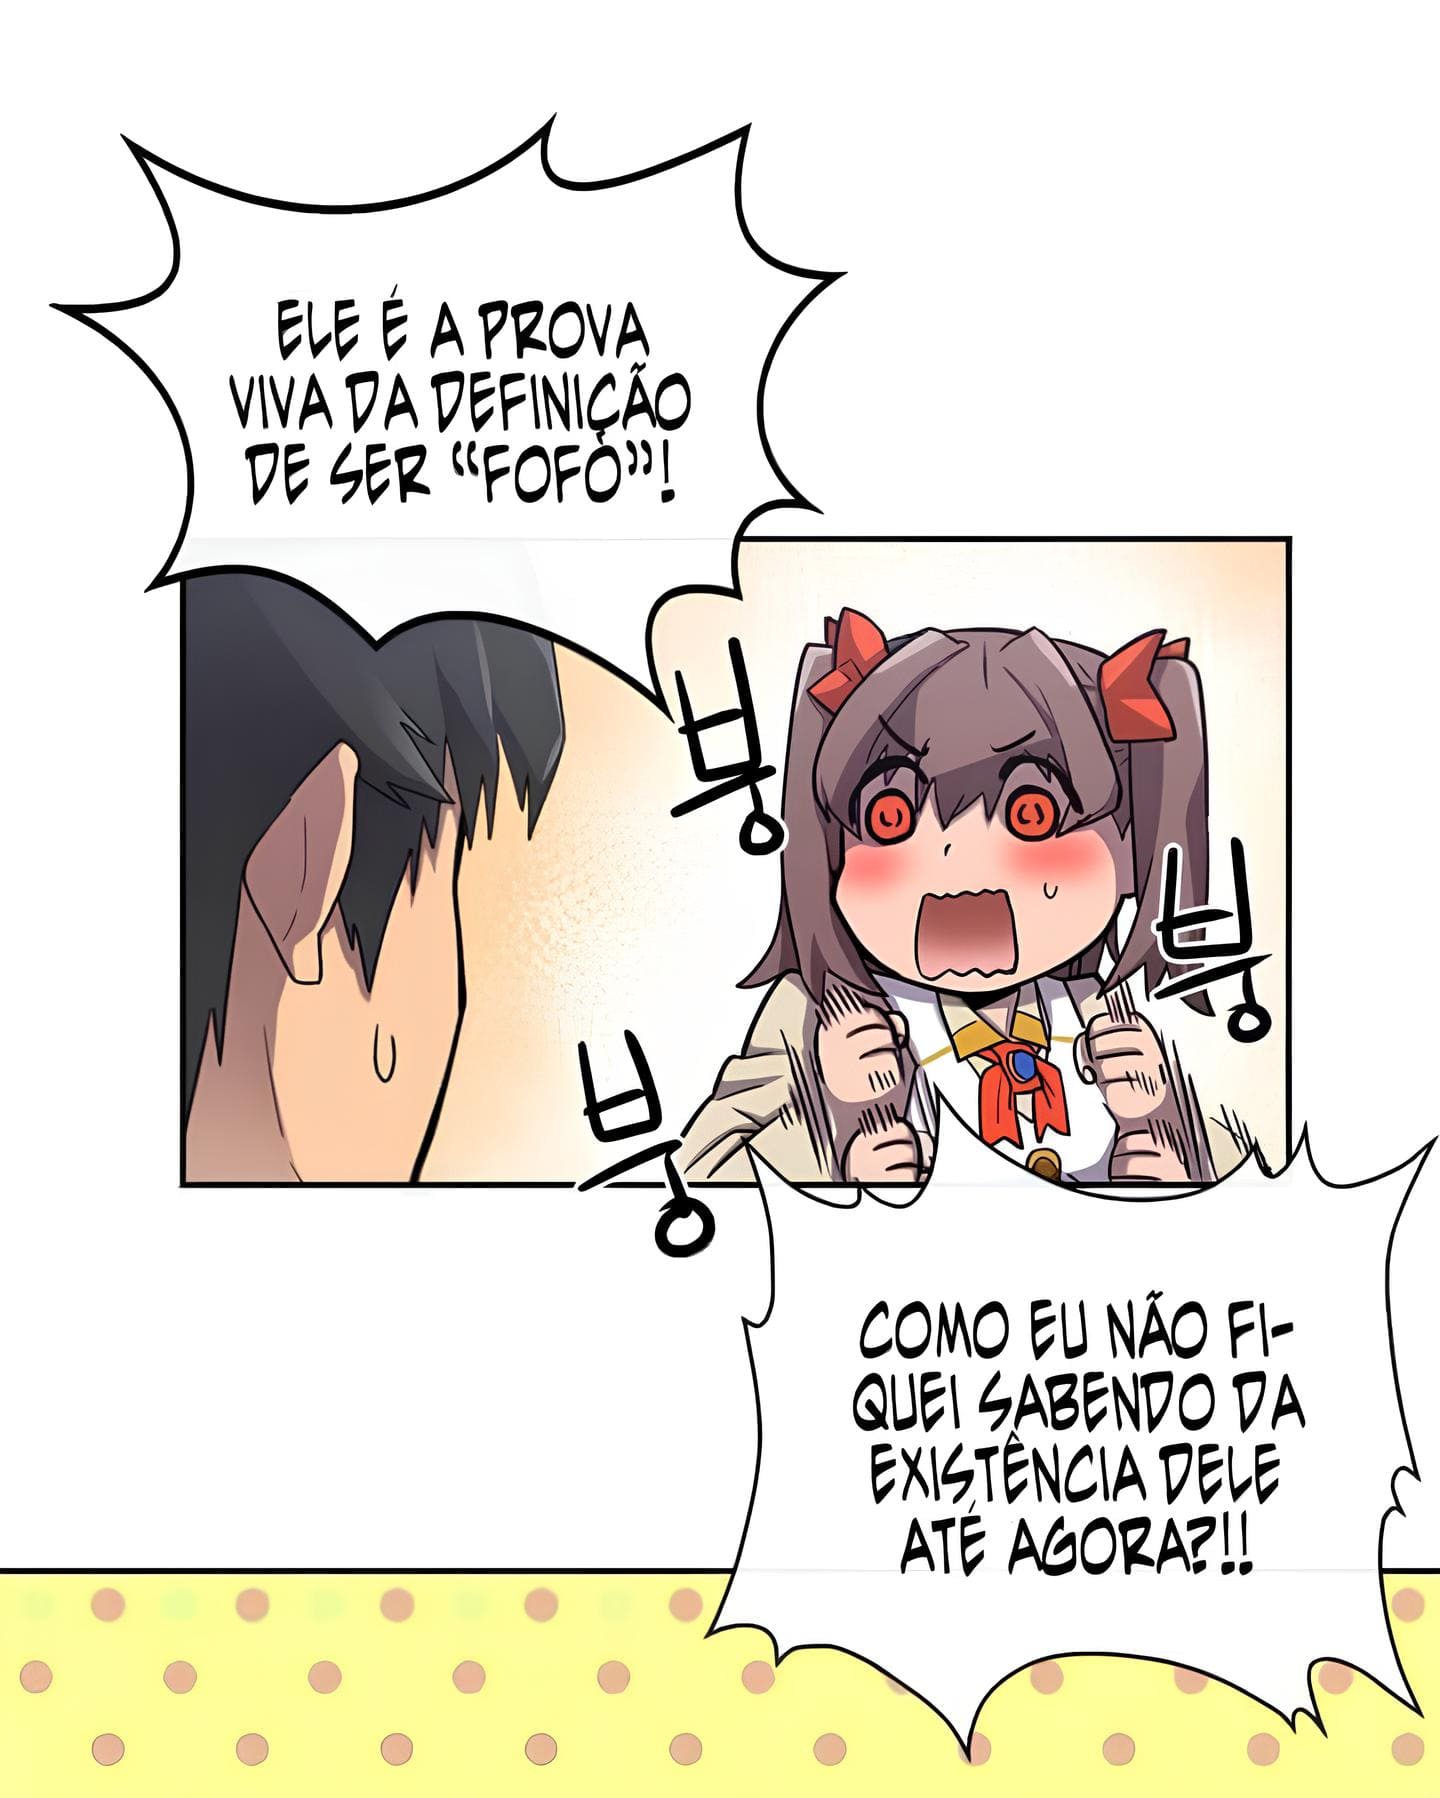 ELE É A PROVA
VIVA DA DEFINIÇÃO
DE SER “FOFO”!
붕
붕
붕
COMO EU NÃO FI-
QUEI SABENDO DA
EXISTÊNCIA DELE
ATÉ AGORA?!!